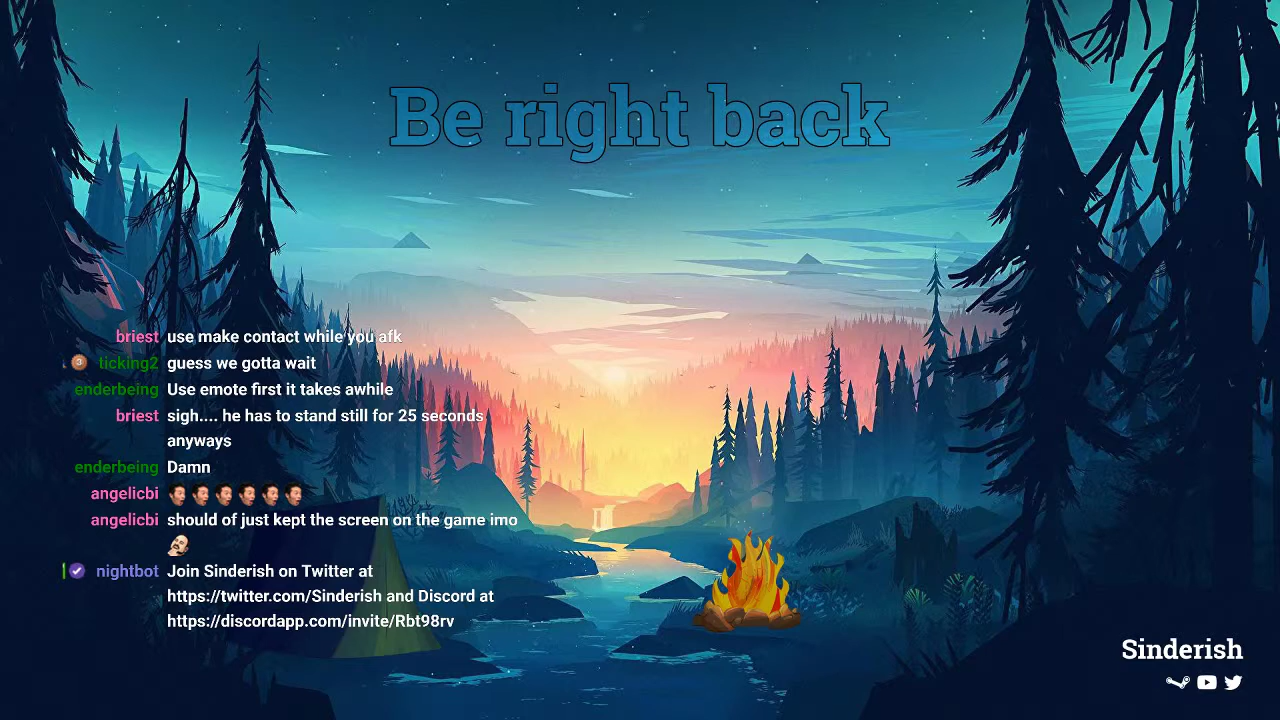 Be right back
briest use make contact while you afk
3 ticking2 guess we gotta wait
enderbeing Use emote first it takes awhile
briest sigh.... he has to stand still for 25 seconds
anyways
enderbeing Damn
angelicbi
angelicbi should of just kept the screen on the game imo
nightbot Join Sinderish on Twitter at
https://twitter.com/Sinderish and Discord at
https://discordapp.com/invite/Rbt98rv
Sinderish